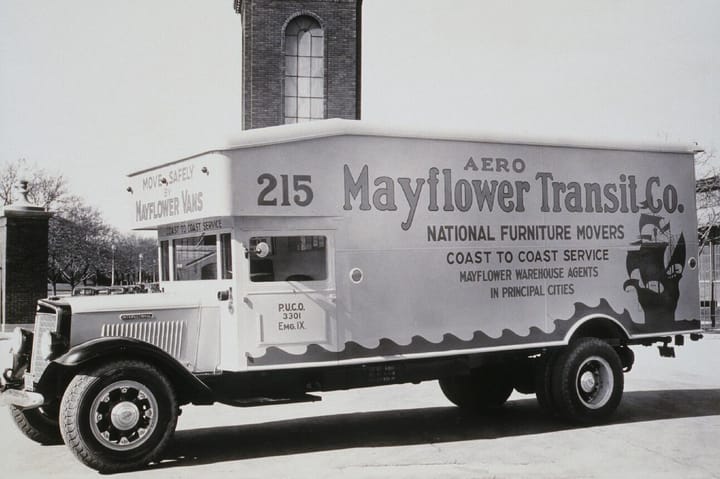 MOVE SAFELY
BY
MAYFLOWER VANS
COAST TO COAST SERVICE
215
AERO
Mayflower Transit Co.
NATIONAL FURNITURE MOVERS
COAST TO COAST SERVICE
MAYFLOWER WAREHOUSE AGENTS
IN PRINCIPAL CITIES
P.U.C.O.
3301
EMG.IX.